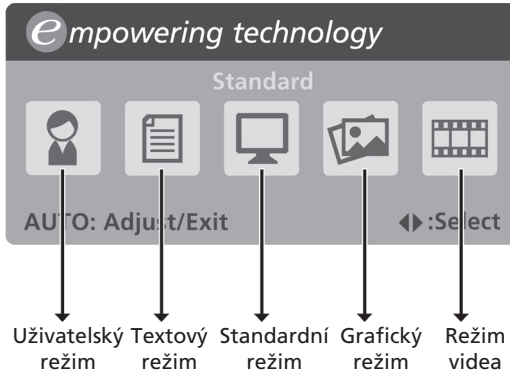 empowering technology
Standard
AUTO: Adjust/Exit :Select
Uživatelský Textový Standardní Grafický Režim
režim režim režim režim videa